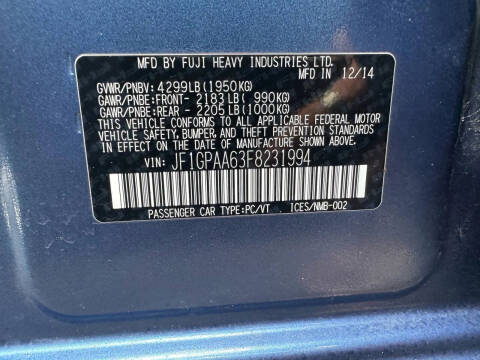 MFD BY FUJI HEAVY INDUSTRIES LTD.
MFD IN 12/14
GVWR/PNBV: 4299LB(1950KG)
GAWR/PNBE:FRONT- 2183LB( 990KG)
GAWR/PNBE:REAR - 2205LB(1000KG)
THIS VEHICLE CONFORMS TO ALL APPLICABLE FEDERAL MOTOR
VEHICLE SAFETY, BUMPER, AND THEFT PREVENTION STANDARDS
IN EFFECT ON THE DATE OF MANUFACTURE SHOWN ABOVE.
VIN: JF1GPAA63F8231994
PASSENGER CAR TYPE:PC/VT ICES/NMB-002